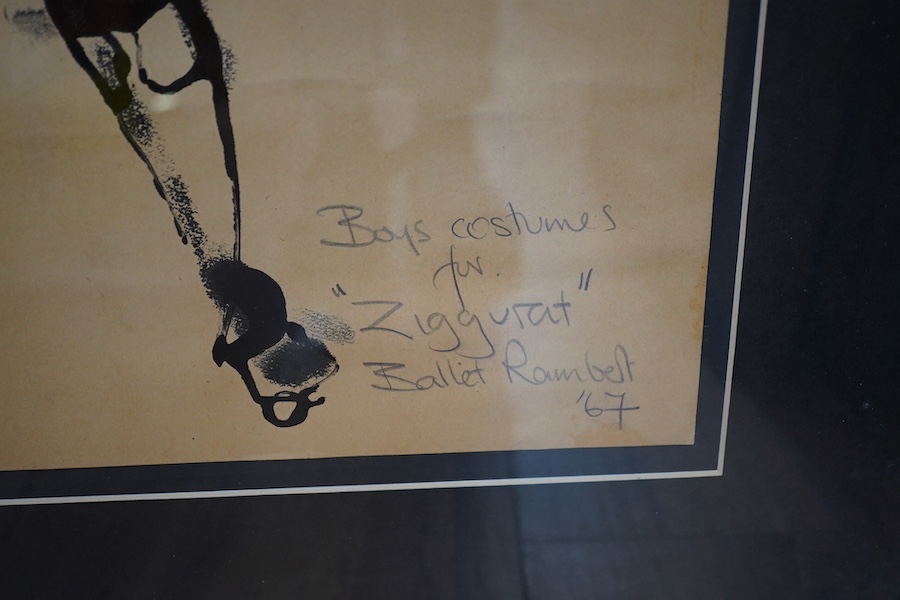 Boys costumes
for.
"Ziggurat"
Ballet Rambert
'67